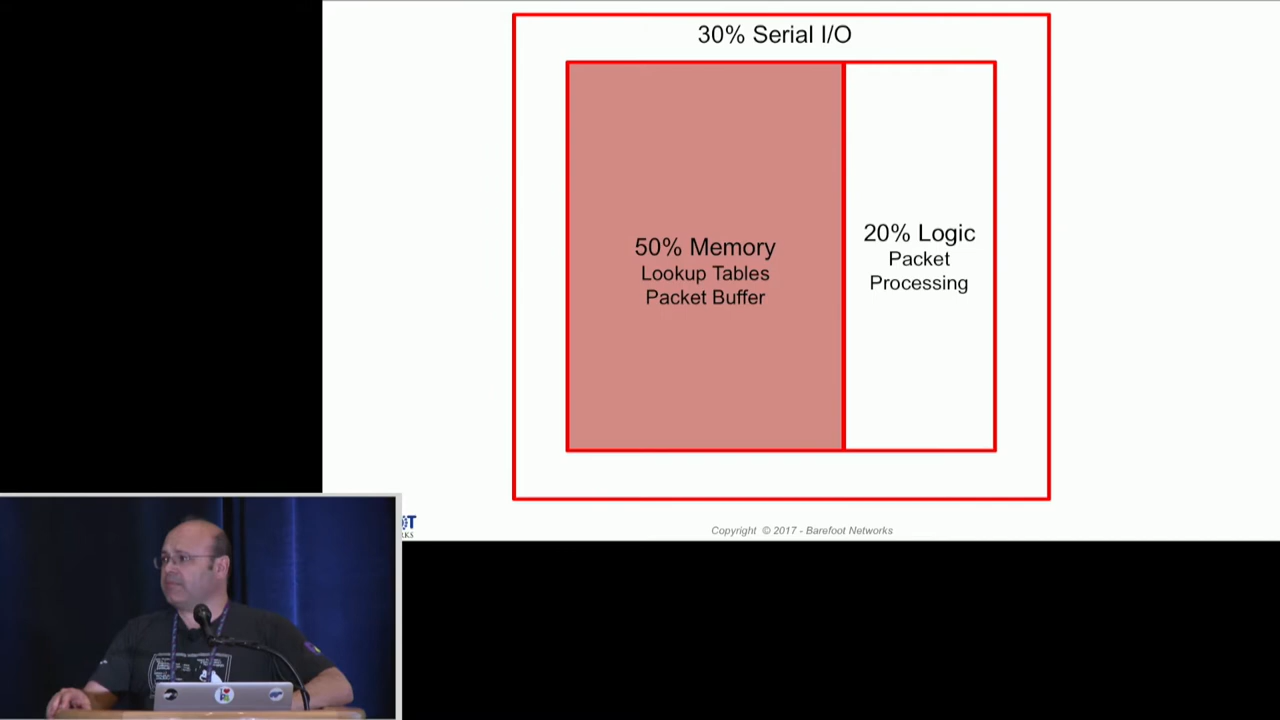 30% Serial I/O
50% Memory
Lookup Tables
Packet Buffer
20% Logic
Packet
Processing
Copyright © 2017 - Barefoot Networks